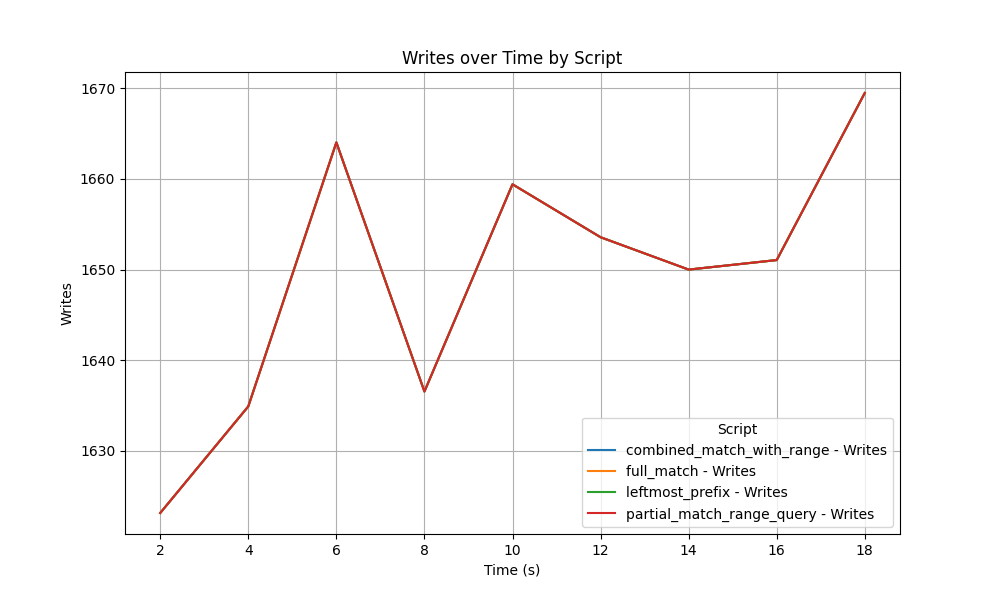 Writes over Time by Script
1670
1660
1650
1640
1630
Writes
Script
combined_match_with_range - Writes
full_match - Writes
leftmost_prefix - Writes
partial_match_range_query - Writes
2 4 6 8 10 12 14 16 18
Time (s)